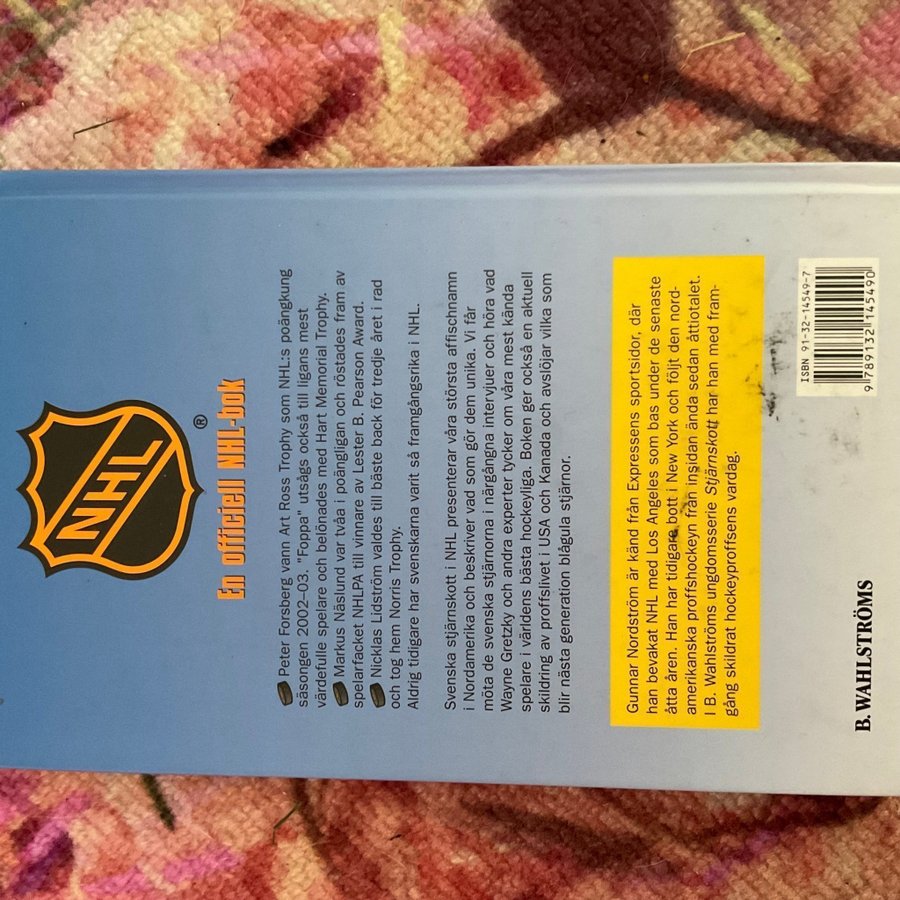 NHL
®
En officiell NHL-bok
Peter Forsberg vann Art Ross Trophy som NHL:s poängkung
säsongen 2002–03. "Foppa" utsågs också till ligans mest
värdefulle spelare och belönades med Hart Memorial Trophy.
Markus Näslund var tvåa i poängligan och röstades fram av
spelarfacket NHLPA till vinnare av Lester B. Pearson Award.
Nicklas Lidström valdes till bäste back för tredje året i rad
och tog hem Norris Trophy.
Aldrig tidigare har svenskarna varit så framgångsrika i NHL.
Svenska stjärnskott i NHL presenterar våra största affischnamn
i Nordamerika och beskriver vad som gör dem unika. Vi får
möta de svenska stjärnorna i närgångna intervjuer och höra vad
Wayne Gretzky och andra experter tycker om våra mest kända
spelare i världens bästa hockeyliga. Boken ger också en aktuell
skildring av proffslivet i USA och Kanada och avslöjar vilka som
blir nästa generation blågula stjärnor.
Gunnar Nordström är känd från Expressens sportsidor, där
han bevakat NHL med Los Angeles som bas under de senaste
åtta åren. Han har tidigare bott i New York och följt den nord-
amerikanska proffshockeyn från insidan ända sedan åttiotalet.
I B. Wahlströms ungdomsserie Stjärnskott har han med fram-
gång skildrat hockeyproffsens vardag.
B. WAHLSTRÖMS
ISBN 91-32-14549-7
9 789132 145490